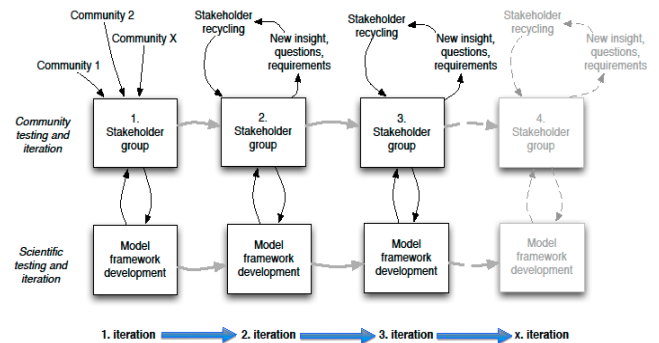 Community 2
Community X
Community 1
Stakeholder
recycling
New insight,
questions,
requirements
Stakeholder
recycling
New insight,
questions,
requirements
Stakeholder
recycling
New insight,
questions,
requirements
Community
testing and
iteration
1.
Stakeholder
group
2.
Stakeholder
group
3.
Stakeholder
group
4.
Stakeholder
group
Scientific
testing and
iteration
Model
framework
development
Model
framework
development
Model
framework
development
Model
framework
development
1. iteration
2. iteration
3. iteration
x. iteration